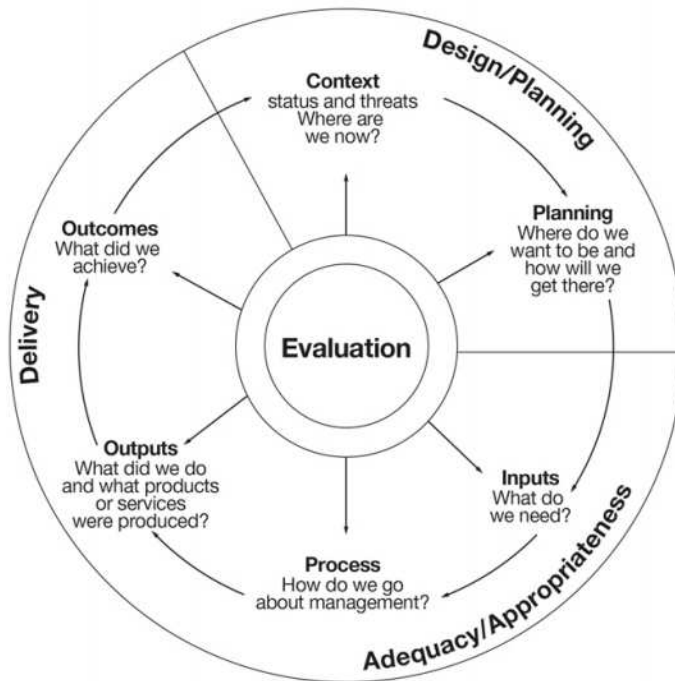 Design/Planning
Context
status and threats
Where are
we now?
Planning
Where do we
want to be and
how will we
get there?
Outcomes
What did we
achieve?
Delivery
Evaluation
Outputs
What did we do
and what products
or services
were produced?
Inputs
What do
we need?
Process
How do we go
about management?
Adequacy/Appropriateness